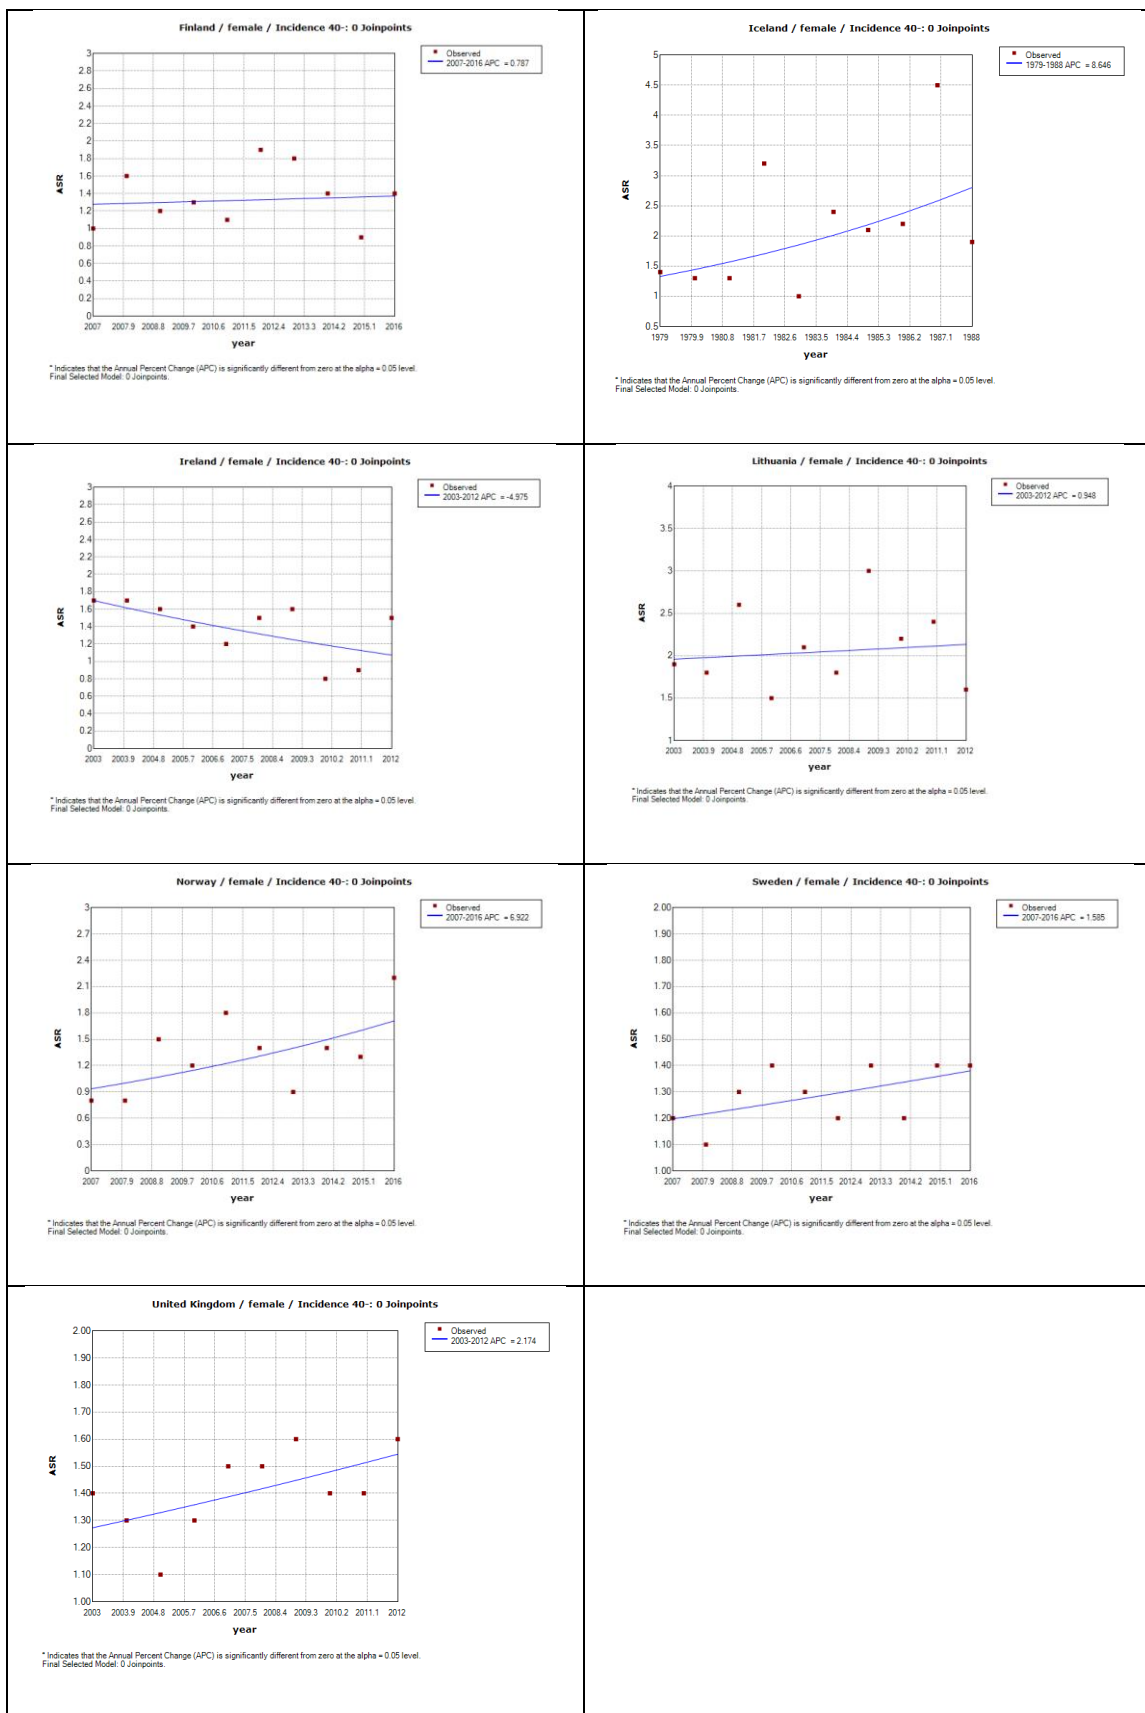 Finland / female / Incidence 40-: 0 Joinpoints
Observed
2007-2016 APC = 0.787
3
2.8
2.6
2.4
2.2
2
1.8
1.6
1.4
1.2
1
0.8
0.6
0.4
0.2
0
ASR
2007 2007.9 2008.8 2009.7 2010.6 2011.5 2012.4 2013.3 2014.2 2015.1 2016
year
* Indicates that the Annual Percent Change (APC) is significantly different from zero at the alpha = 0.05 level.
Final Selected Model: 0 Joinpoints.
Iceland / female / Incidence 40-: 0 Joinpoints
Observed
1979-1988 APC = 8.646
5
4.5
4
3.5
3
2.5
2
1.5
1
0.5
ASR
1979 1979.9 1980.8 1981.7 1982.6 1983.5 1984.4 1985.3 1986.2 1987.1 1988
year
* Indicates that the Annual Percent Change (APC) is significantly different from zero at the alpha = 0.05 level.
Final Selected Model: 0 Joinpoints.
Ireland / female / Incidence 40-: 0 Joinpoints
Observed
2003-2012 APC = -4.975
3
2.8
2.6
2.4
2.2
2
1.8
1.6
1.4
1.2
1
0.8
0.6
0.4
0.2
0
ASR
2003 2003.9 2004.8 2005.7 2006.6 2007.5 2008.4 2009.3 2010.2 2011.1 2012
year
* Indicates that the Annual Percent Change (APC) is significantly different from zero at the alpha = 0.05 level.
Final Selected Model: 0 Joinpoints.
Lithuania / female / Incidence 40-: 0 Joinpoints
Observed
2003-2012 APC = 0.948
4
3.5
3
2.5
2
1.5
1
ASR
2003 2003.9 2004.8 2005.7 2006.6 2007.5 2008.4 2009.3 2010.2 2011.1 2012
year
* Indicates that the Annual Percent Change (APC) is significantly different from zero at the alpha = 0.05 level.
Final Selected Model: 0 Joinpoints.
Norway / female / Incidence 40-: 0 Joinpoints
Observed
2007-2016 APC = 6.922
3
2.7
2.4
2.1
1.8
1.5
1.2
0.9
0.6
0.3
0
ASR
2007 2007.9 2008.8 2009.7 2010.6 2011.5 2012.4 2013.3 2014.2 2015.1 2016
year
* Indicates that the Annual Percent Change (APC) is significantly different from zero at the alpha = 0.05 level.
Final Selected Model: 0 Joinpoints.
Sweden / female / Incidence 40-: 0 Joinpoints
Observed
2007-2016 APC = 1.585
2.00
1.90
1.80
1.70
1.60
1.50
1.40
1.30
1.20
1.10
1.00
ASR
2007 2007.9 2008.8 2009.7 2010.6 2011.5 2012.4 2013.3 2014.2 2015.1 2016
year
* Indicates that the Annual Percent Change (APC) is significantly different from zero at the alpha = 0.05 level.
Final Selected Model: 0 Joinpoints.
United Kingdom / female / Incidence 40-: 0 Joinpoints
Observed
2003-2012 APC = 2.174
2.00
1.90
1.80
1.70
1.60
1.50
1.40
1.30
1.20
1.10
1.00
ASR
2003 2003.9 2004.8 2005.7 2006.6 2007.5 2008.4 2009.3 2010.2 2011.1 2012
year
* Indicates that the Annual Percent Change (APC) is significantly different from zero at the alpha = 0.05 level.
Final Selected Model: 0 Joinpoints.